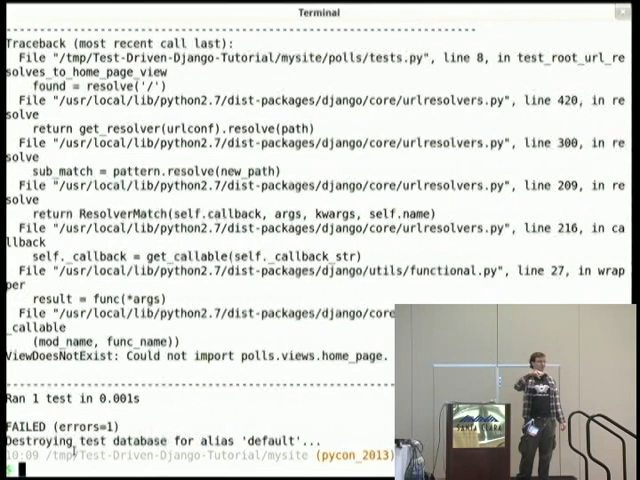 Terminal
Traceback (most recent call last):
File "/tmp/Test-Driven-Django-Tutorial/mysite/polls/tests.py", line 8, in test_root_url_re
solves_to_home_page_view
found = resolve('/')
File "/usr/local/lib/python2.7/dist-packages/django/core/urlresolvers.py", line 420, in re
solve
return get_resolver(urlconf).resolve(path)
File "/usr/local/lib/python2.7/dist-packages/django/core/urlresolvers.py", line 300, in re
solve
sub_match = pattern.resolve(new_path)
File "/usr/local/lib/python2.7/dist-packages/django/core/urlresolvers.py", line 209, in re
solve
return ResolverMatch(self.callback, args, kwargs, self.name)
File "/usr/local/lib/python2.7/dist-packages/django/core/urlresolvers.py", line 216, in ca
llback
self._callback = get_callable(self._callback_str)
File "/usr/local/lib/python2.7/dist-packages/django/utils/functional.py", line 27, in wrap
per
result = func(*args)
File "/usr/local/lib/python2.7/dist-packages/django/core
_callable
(mod_name, func_name))
ViewDoesNotExist: Could not import polls.views.home_page.
Ran 1 test in 0.001s
FAILED (errors=1)
Destroying test database for alias 'default'...
10:09 /tmp/Test-Driven-Django-Tutorial/mysite (pycon_2013)
$
SANTA CLARA